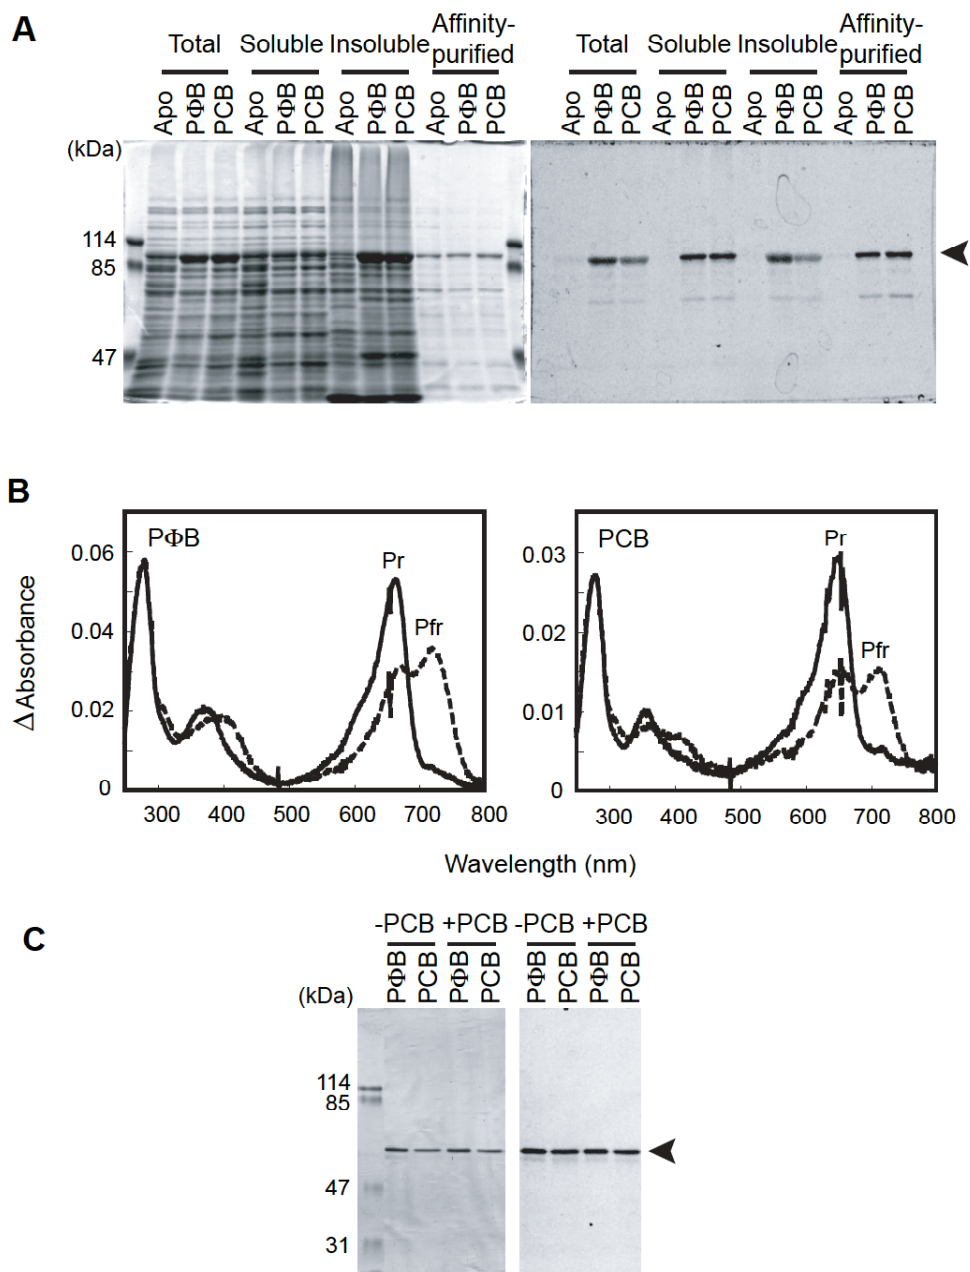 A
Total Soluble Insoluble Affinity-purified Total Soluble Insoluble Affinity-purified
Apo PΦB PCB Apo PΦB PCB Apo PΦB PCB Apo PΦB PCB Apo PΦB PCB Apo PΦB PCB Apo PΦB PCB Apo PΦB PCB
(kDa)
114
85
47
B
PΦB
Pr
Pfr
0.06
0.04
0.02
0
300 400 500 600 700 800
PCB
Pr
Pfr
0.03
0.02
0.01
0
300 400 500 600 700 800
ΔAbsorbance
Wavelength (nm)
C
-PCB +PCB -PCB +PCB
PΦB PCB PΦB PCB PΦB PCB PΦB PCB
(kDa)
114
85
47
31